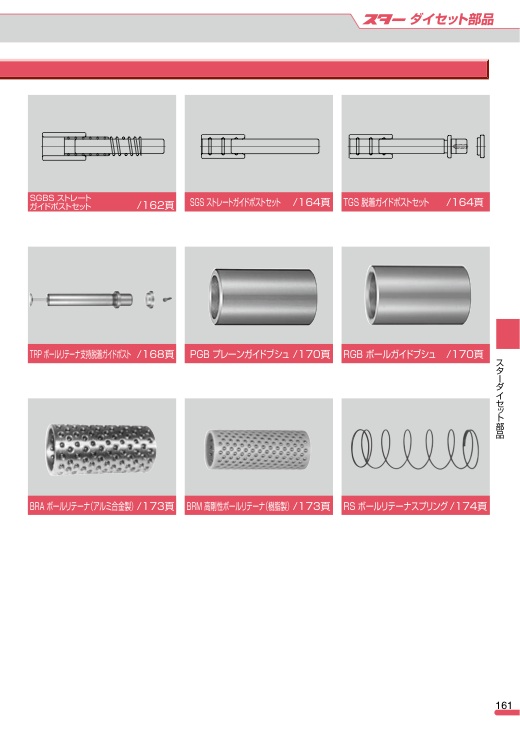 スター ダイセット部品
SGBS ストレート
ガイドポストセット /162頁
SGS ストレートガイドポストセット /164頁
TGS 脱着ガイドポストセット /164頁
TRP ボールリテーナ支持脱着ガイドポスト /168頁
PGB プレーンガイドブシュ /170頁
RGB ボールガイドブシュ /170頁
BRA ボールリテーナ(アルミ合金製) /173頁
BRM 高剛性ボールリテーナ(樹脂製) /173頁
RS ボールリテーナスプリング /174頁
スターダイセット部品
161